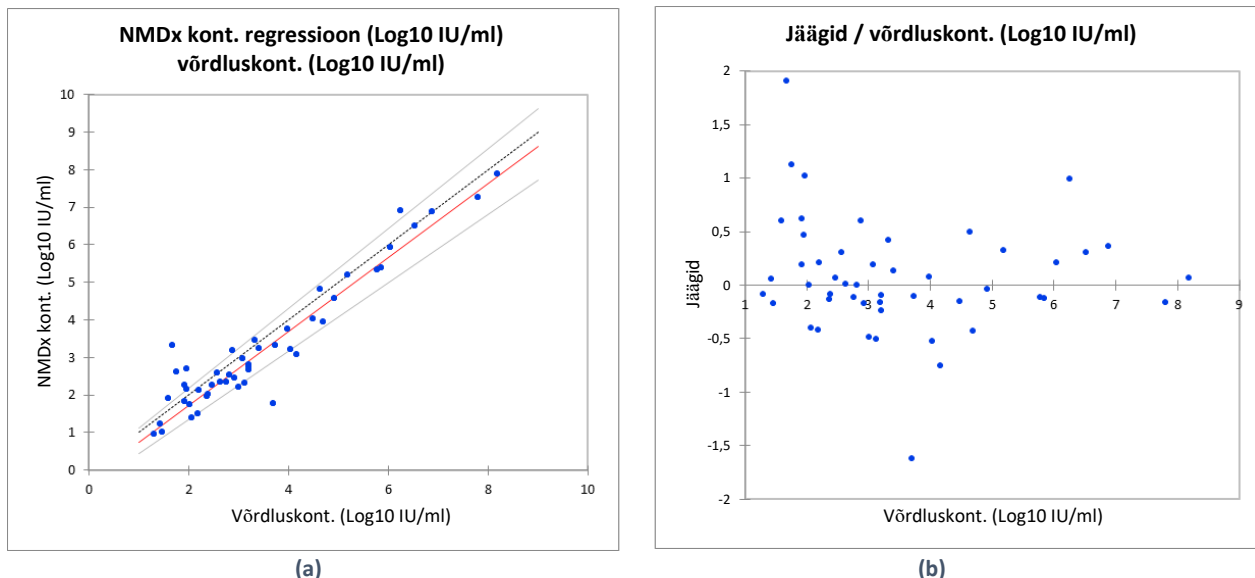 NMDx kont. regressioon (Log10 IU/ml)
võrdluskont. (Log10 IU/ml)
10
9
8
7
6
5
4
3
2
1
0
NMDx kont. (Log10 IU/ml)
0 2 4 6 8 10
Võrdluskont. (Log10 IU/ml)
(a)
Jäägid / võrdluskont. (Log10 IU/ml)
2
1,5
1
0,5
0
-0,5
-1
-1,5
-2
Jäägid
1 2 3 4 5 6 7 8 9
Võrdluskont. (Log10 IU/ml)
(b)